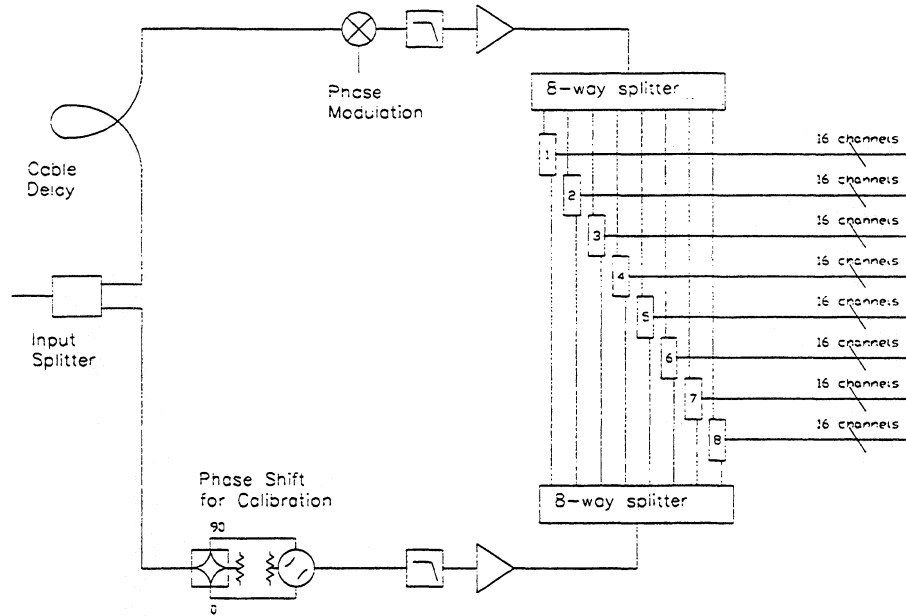 Phase
Modulation
8-way splitter
Cable
Delay
1
16 channels
2
16 channels
3
16 channels
4
16 channels
5
16 channels
6
16 channels
7
16 channels
8
16 channels
Input
Splitter
Phase Shift
for Calibration
90
0
8-way splitter